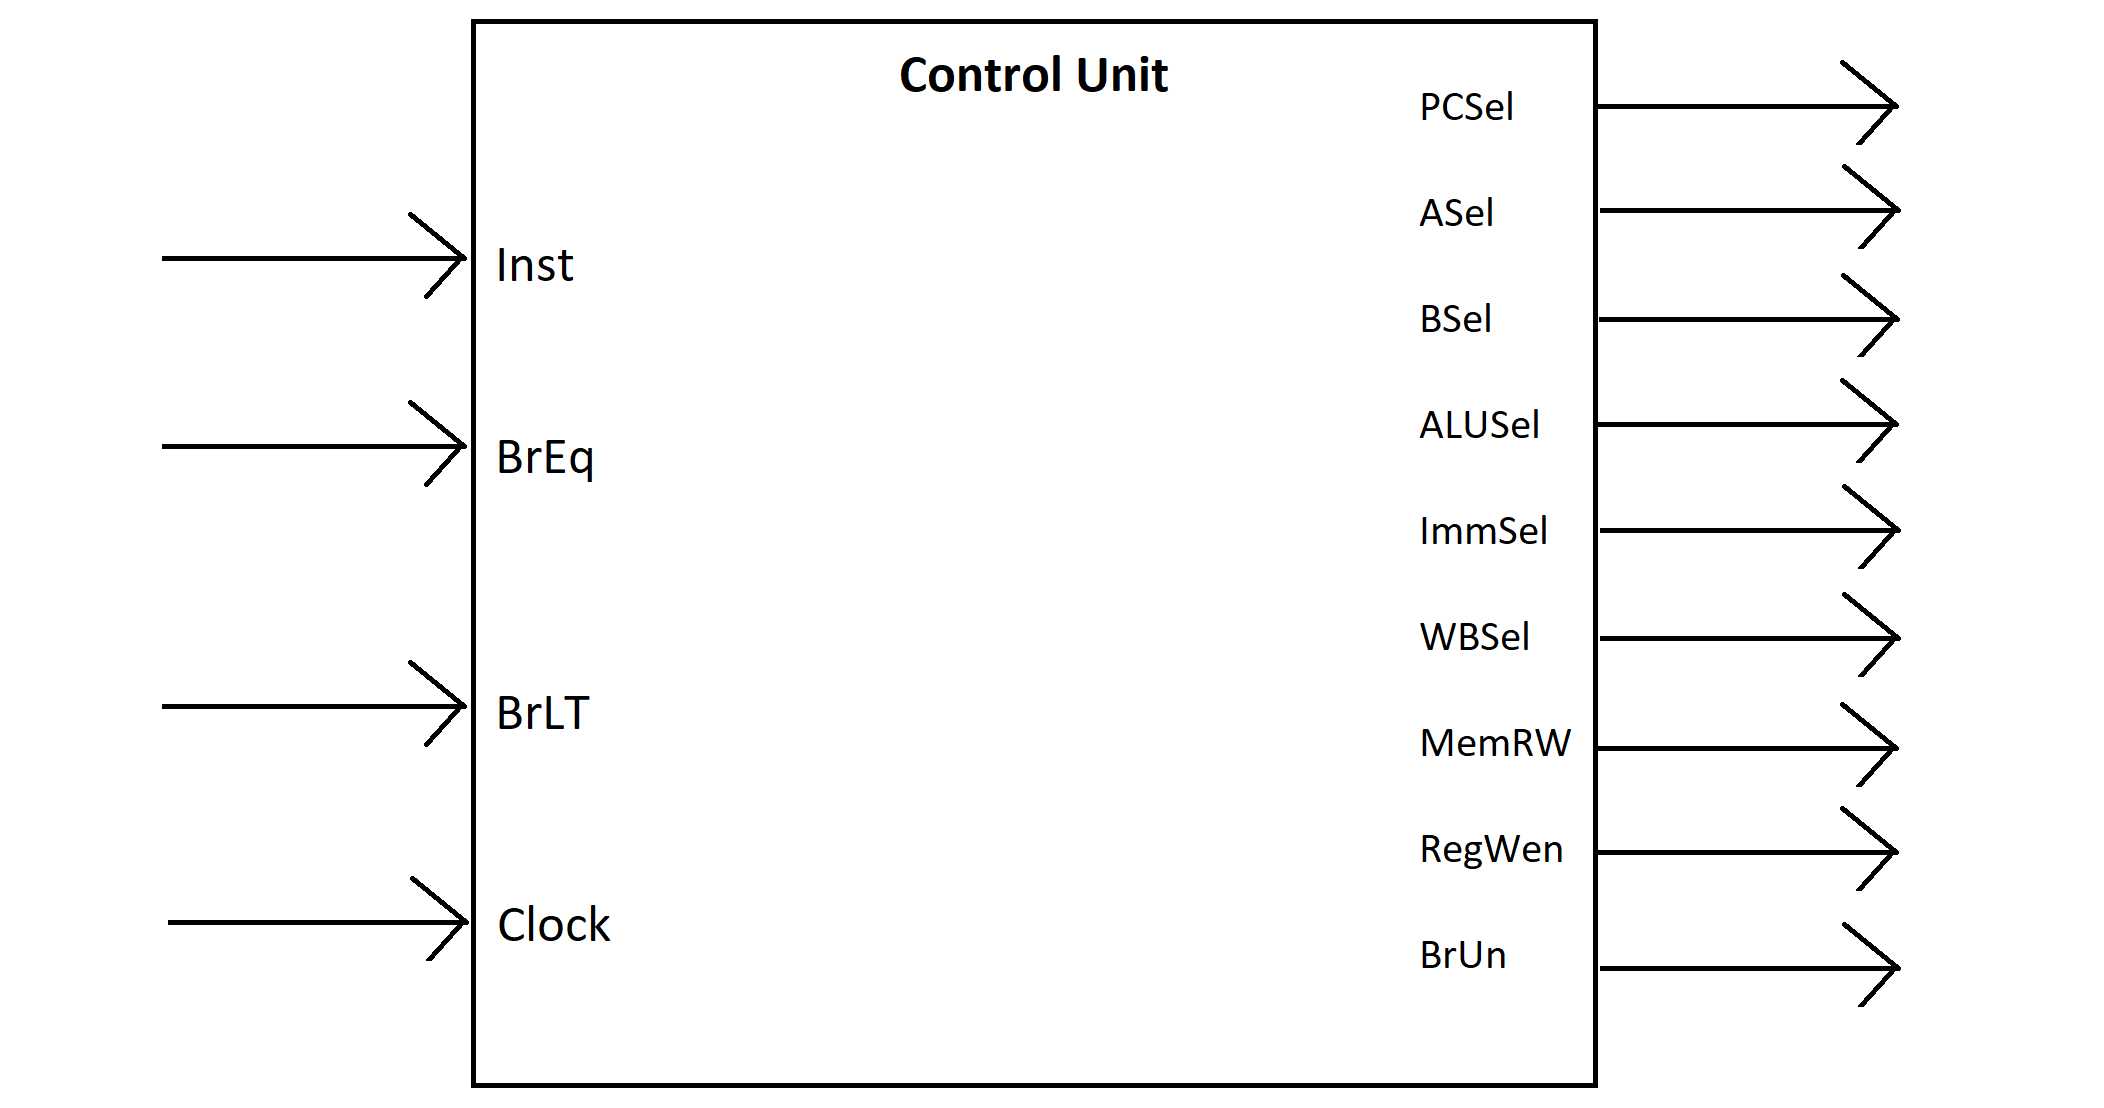 Control Unit
Inst
BrEq
BrLT
Clock
PCSel
ASel
BSel
ALUSel
ImmSel
WBSel
MemRW
RegWen
BrUn